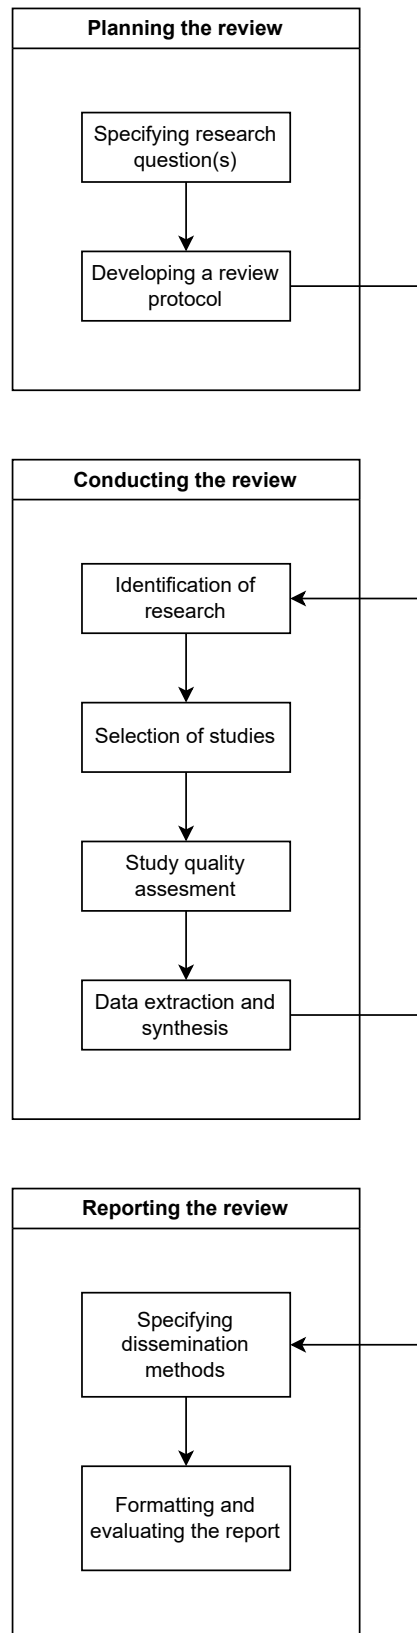 Planning the review
Specifying research
question(s)
Developing a review
protocol
Conducting the review
Identification of
research
Selection of studies
Study quality
assesment
Data extraction and
synthesis
Reporting the review
Specifying
dissemination
methods
Formatting and
evaluating the report